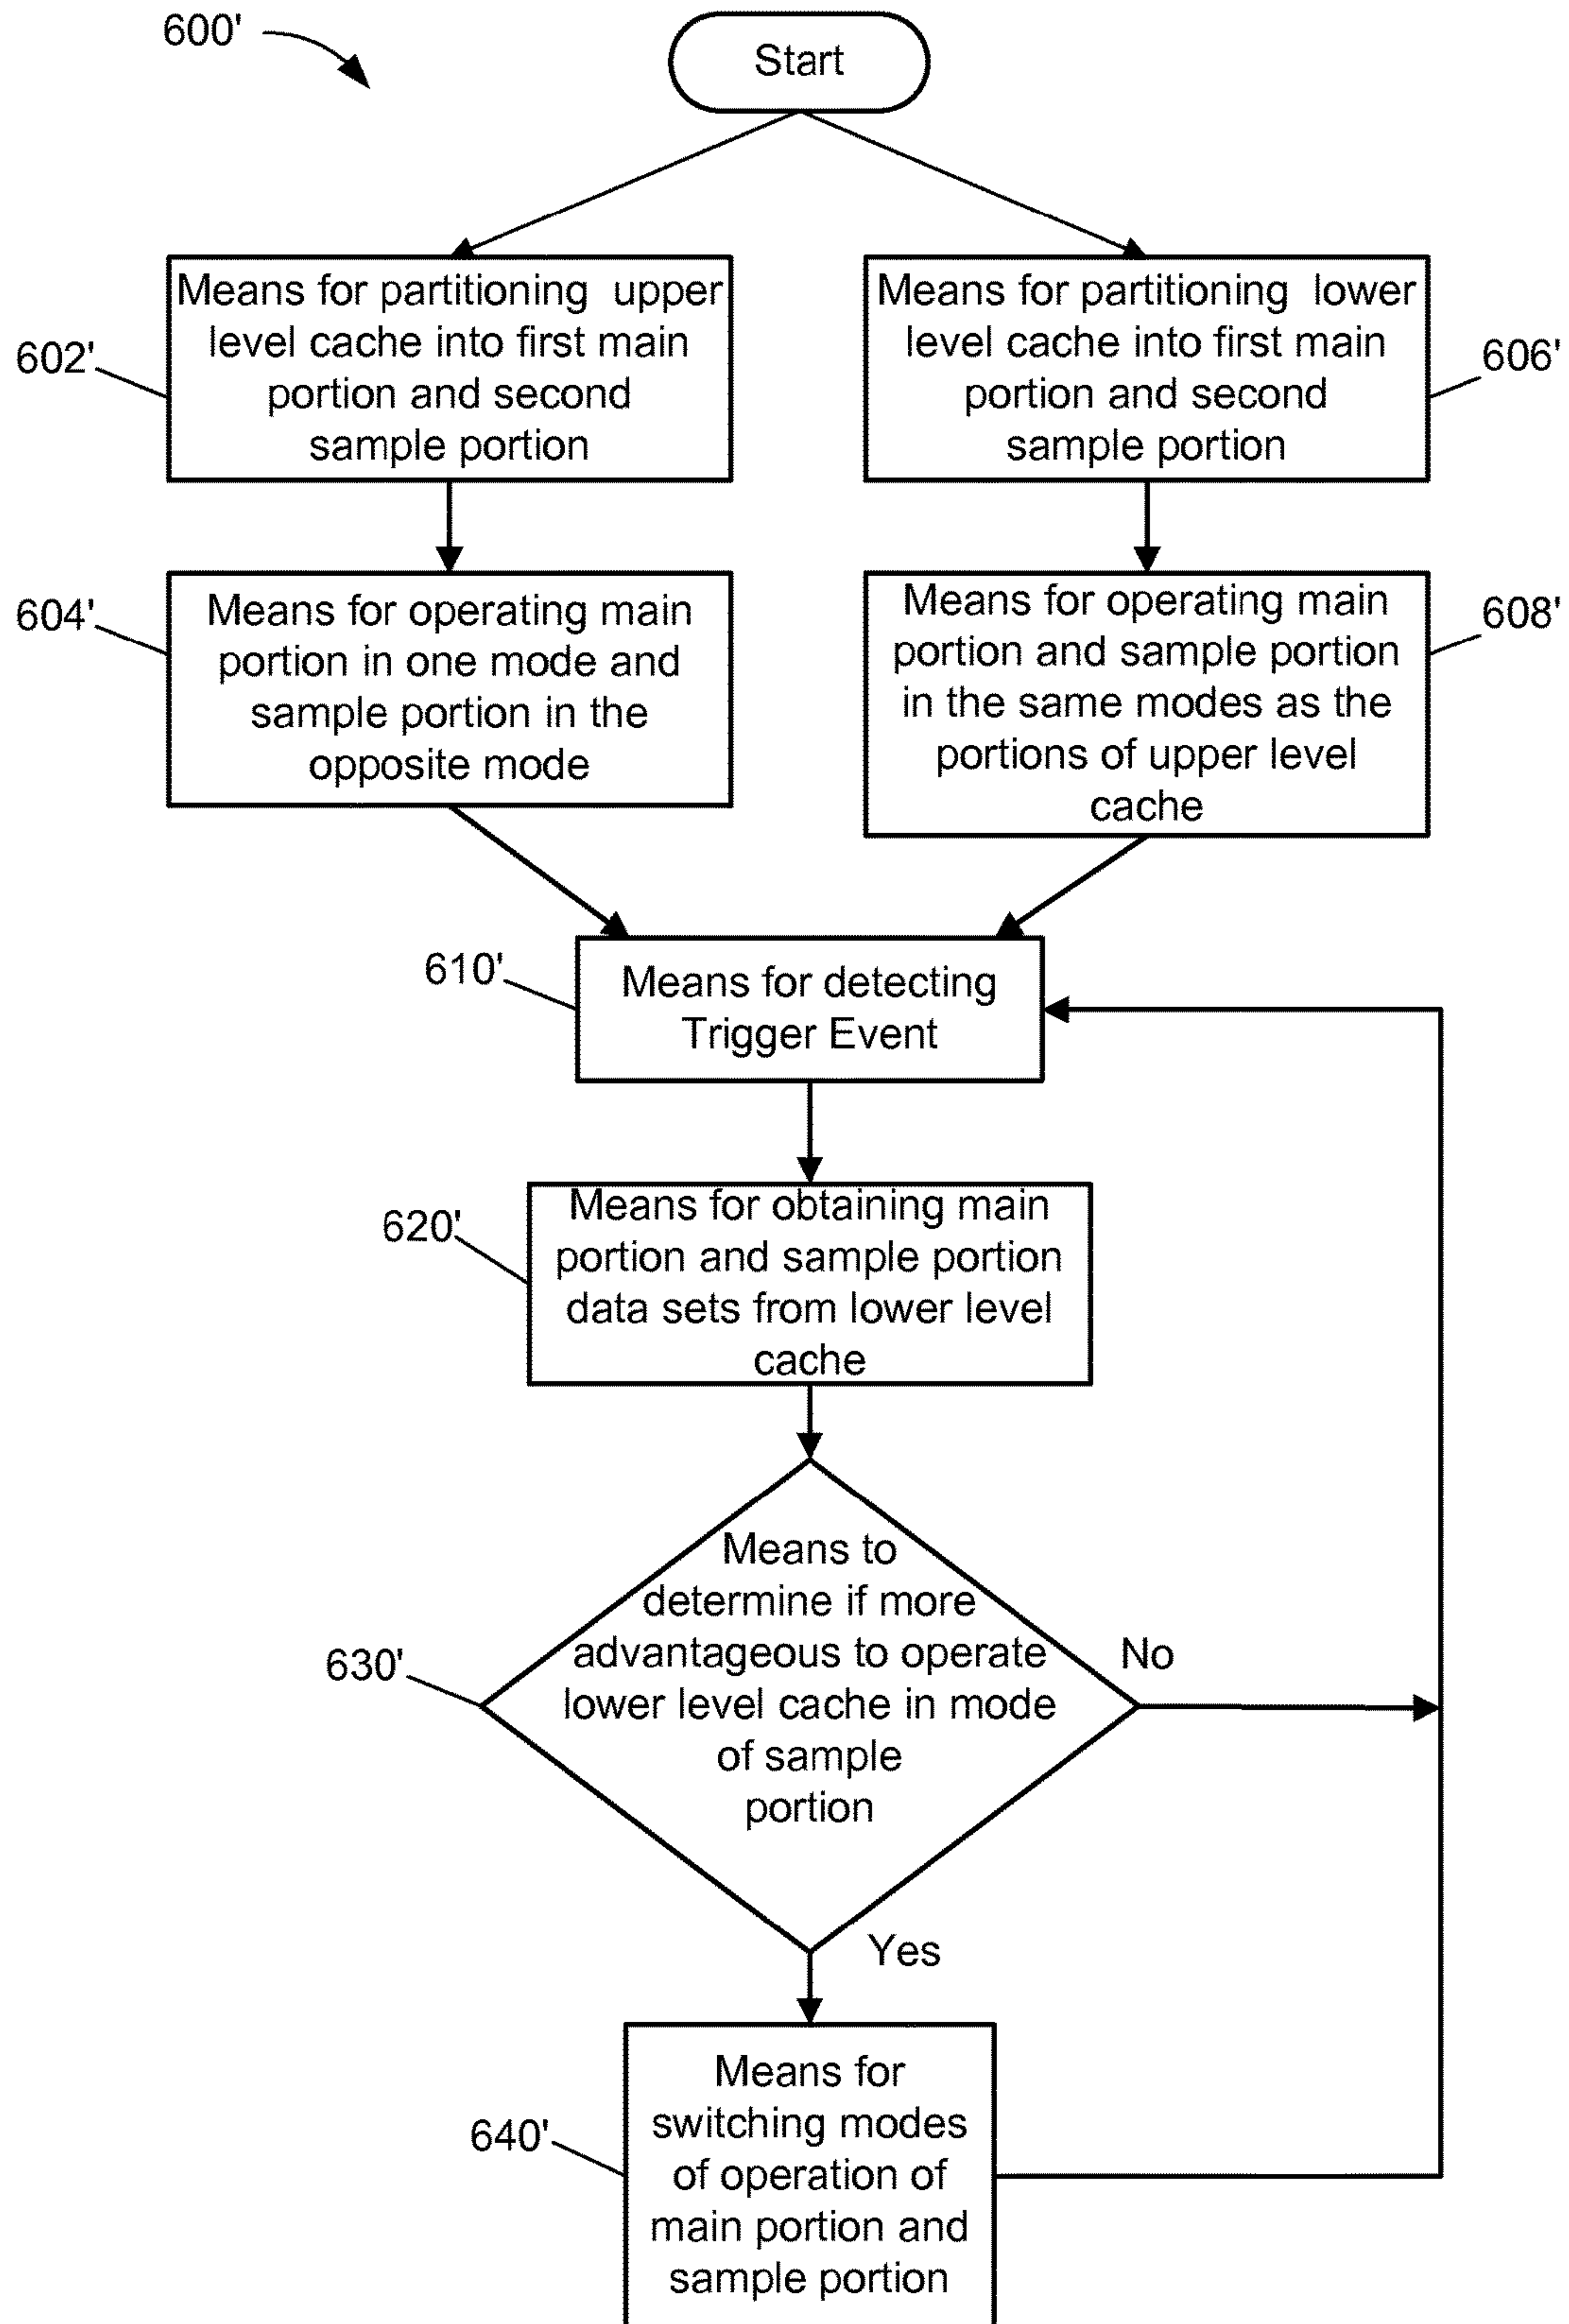 600'
Start
Means for partitioning upper
level cache into first main
portion and second
sample portion
602'
Means for partitioning lower
level cache into first main
portion and second
sample portion
606'
Means for operating main
portion in one mode and
sample portion in the
opposite mode
604'
Means for operating main
portion and sample portion
in the same modes as the
portions of upper level
cache
608'
Means for detecting
Trigger Event
610'
Means for obtaining main
portion and sample portion
data sets from lower level
cache
620'
Means to
determine if more
advantageous to operate
lower level cache in mode
of sample
portion
630'
No
Yes
Means for
switching modes
of operation of
main portion and
sample portion
640'